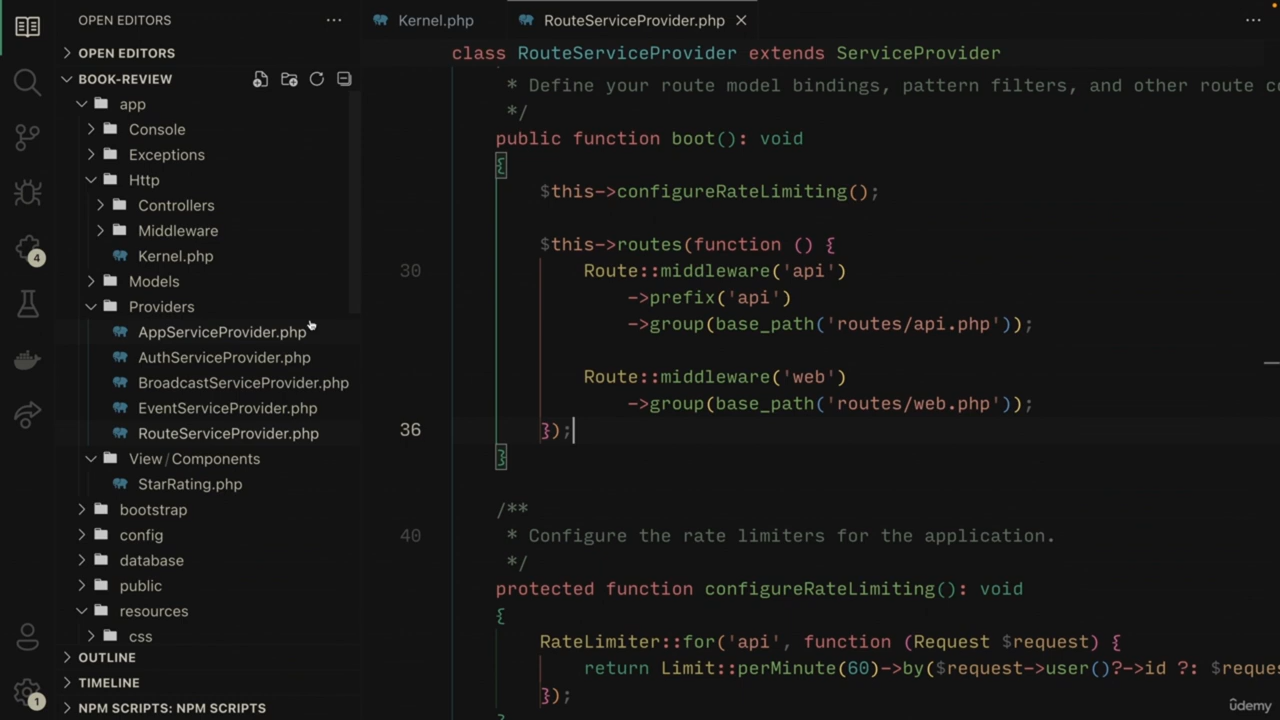 OPEN EDITORS
OPEN EDITORS
BOOK-REVIEW
app
Console
Exceptions
Http
Controllers
Middleware
Kernel.php
Models
Providers
AppServiceProvider.php
AuthServiceProvider.php
BroadcastServiceProvider.php
EventServiceProvider.php
RouteServiceProvider.php
View/Components
StarRating.php
bootstrap
config
database
public
resources
css
OUTLINE
TIMELINE
NPM SCRIPTS: NPM SCRIPTS
4
1
Kernel.php
RouteServiceProvider.php
class RouteServiceProvider extends ServiceProvider
* Define your route model bindings, pattern filters, and other route co
*/
public function boot(): void
{
$this->configureRateLimiting();
$this->routes(function () {
30 Route::middleware('api')
->prefix('api')
->group(base_path('routes/api.php'));
Route::middleware('web')
->group(base_path('routes/web.php'));
36 });
}
/**
40 * Configure the rate limiters for the application.
*/
protected function configureRateLimiting(): void
{
RateLimiter::for('api', function (Request $request) {
return Limit::perMinute(60)->by($request->user()?->id ?: $reque
});
}
ûdemy